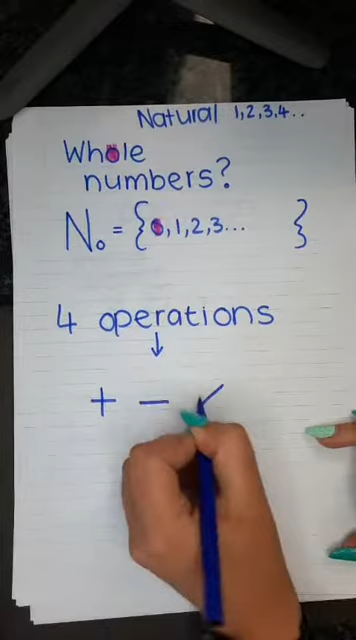 Natural 1,2,3,4..
Whole
numbers?
N₀ = {0,1,2,3... }
4 operations
↓
+ -